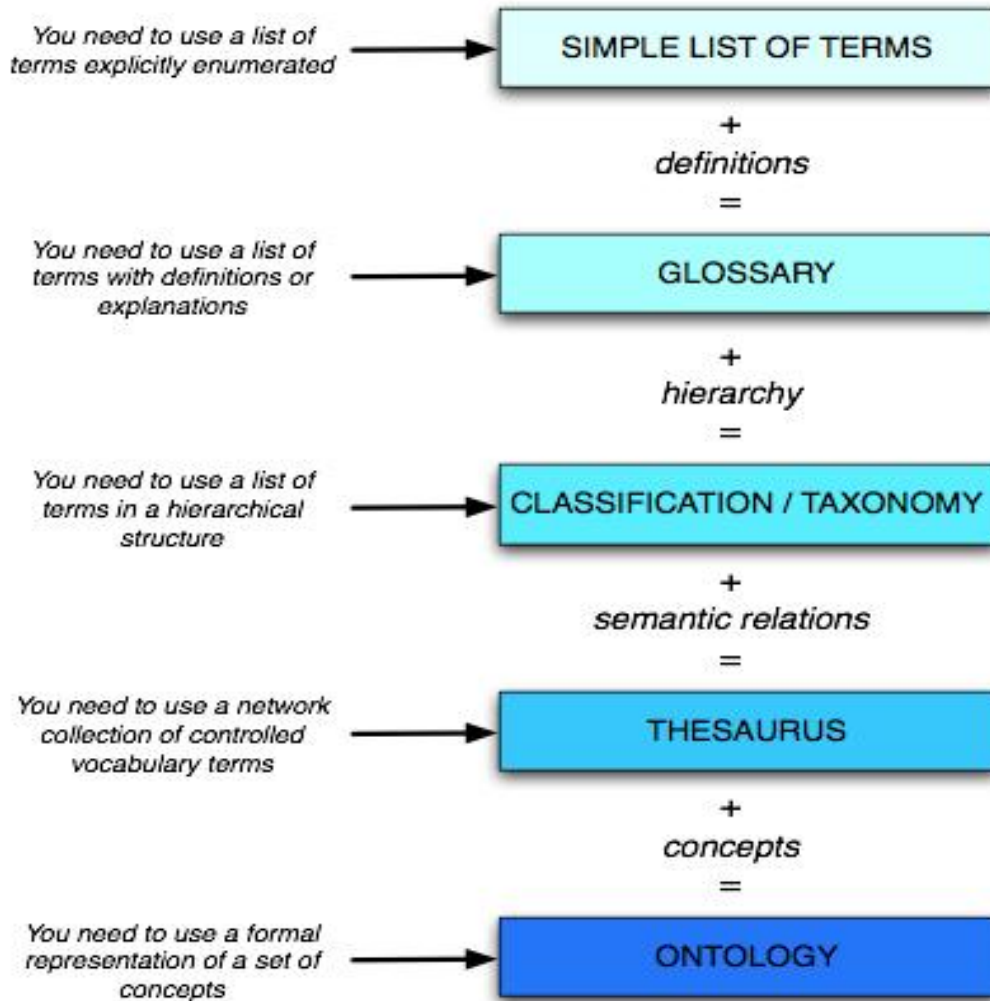 You need to use a list of
terms explicitly enumerated
SIMPLE LIST OF TERMS
+
definitions
=
You need to use a list of
terms with definitions or
explanations
GLOSSARY
+
hierarchy
=
You need to use a list of
terms in a hierarchical
structure
CLASSIFICATION / TAXONOMY
+
semantic relations
=
You need to use a network
collection of controlled
vocabulary terms
THESAURUS
+
concepts
=
You need to use a formal
representation of a set of
concepts
ONTOLOGY